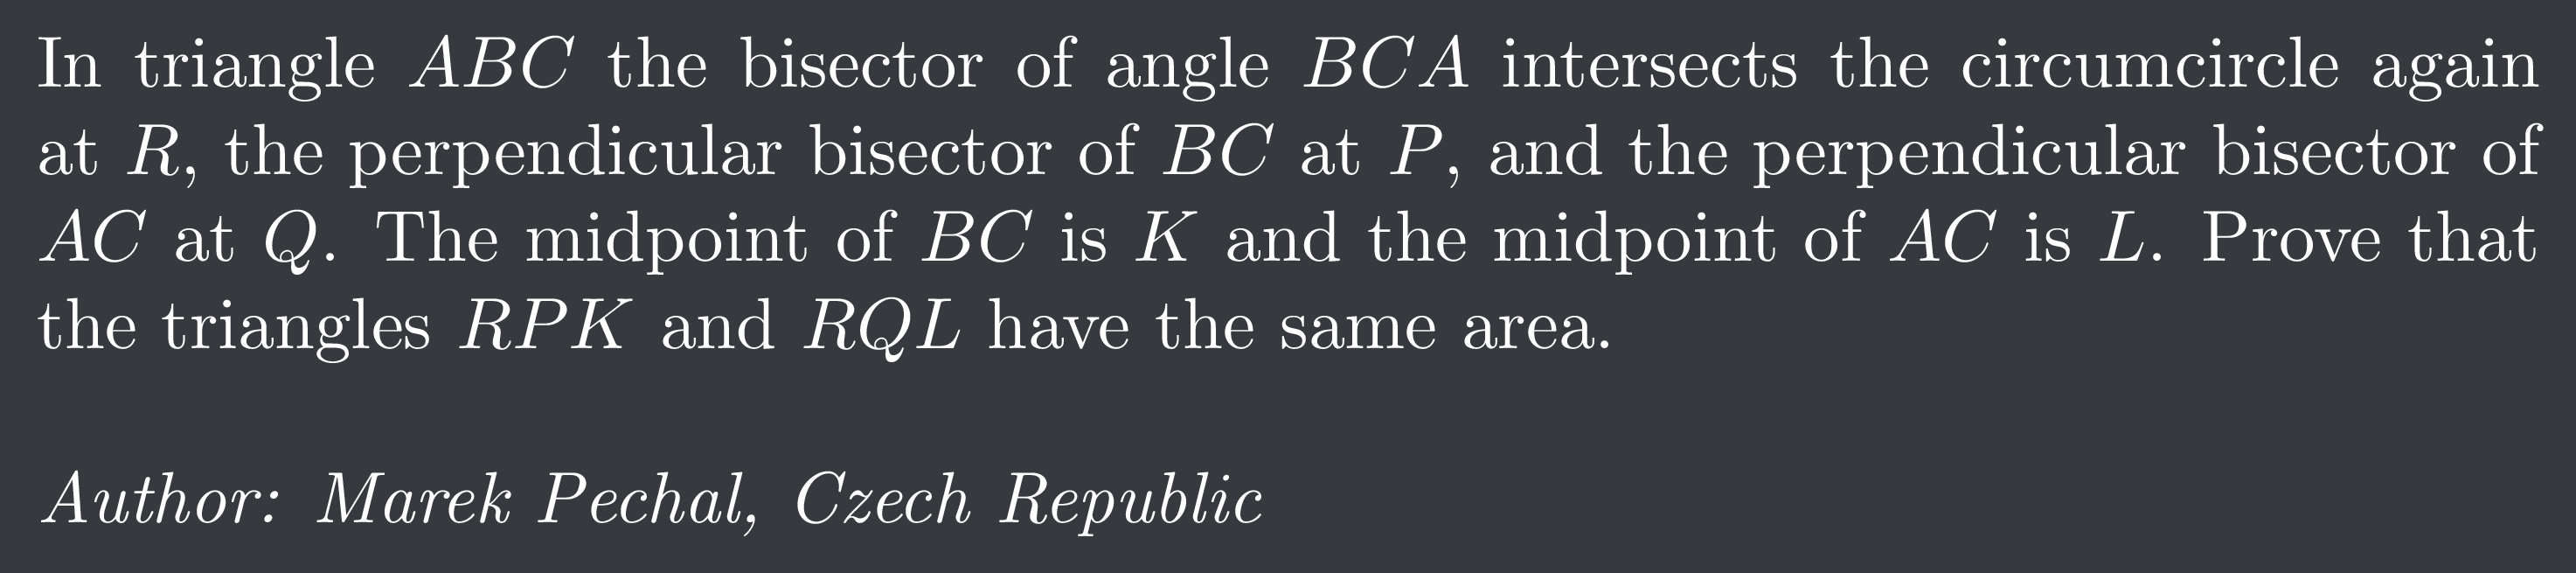 In triangle ABC the bisector of angle BCA intersects the circumcircle again
at R, the perpendicular bisector of BC at P, and the perpendicular bisector of
AC at Q. The midpoint of BC is K and the midpoint of AC is L. Prove that
the triangles RPK and RQL have the same area.
Author: Marek Pechal, Czech Republic